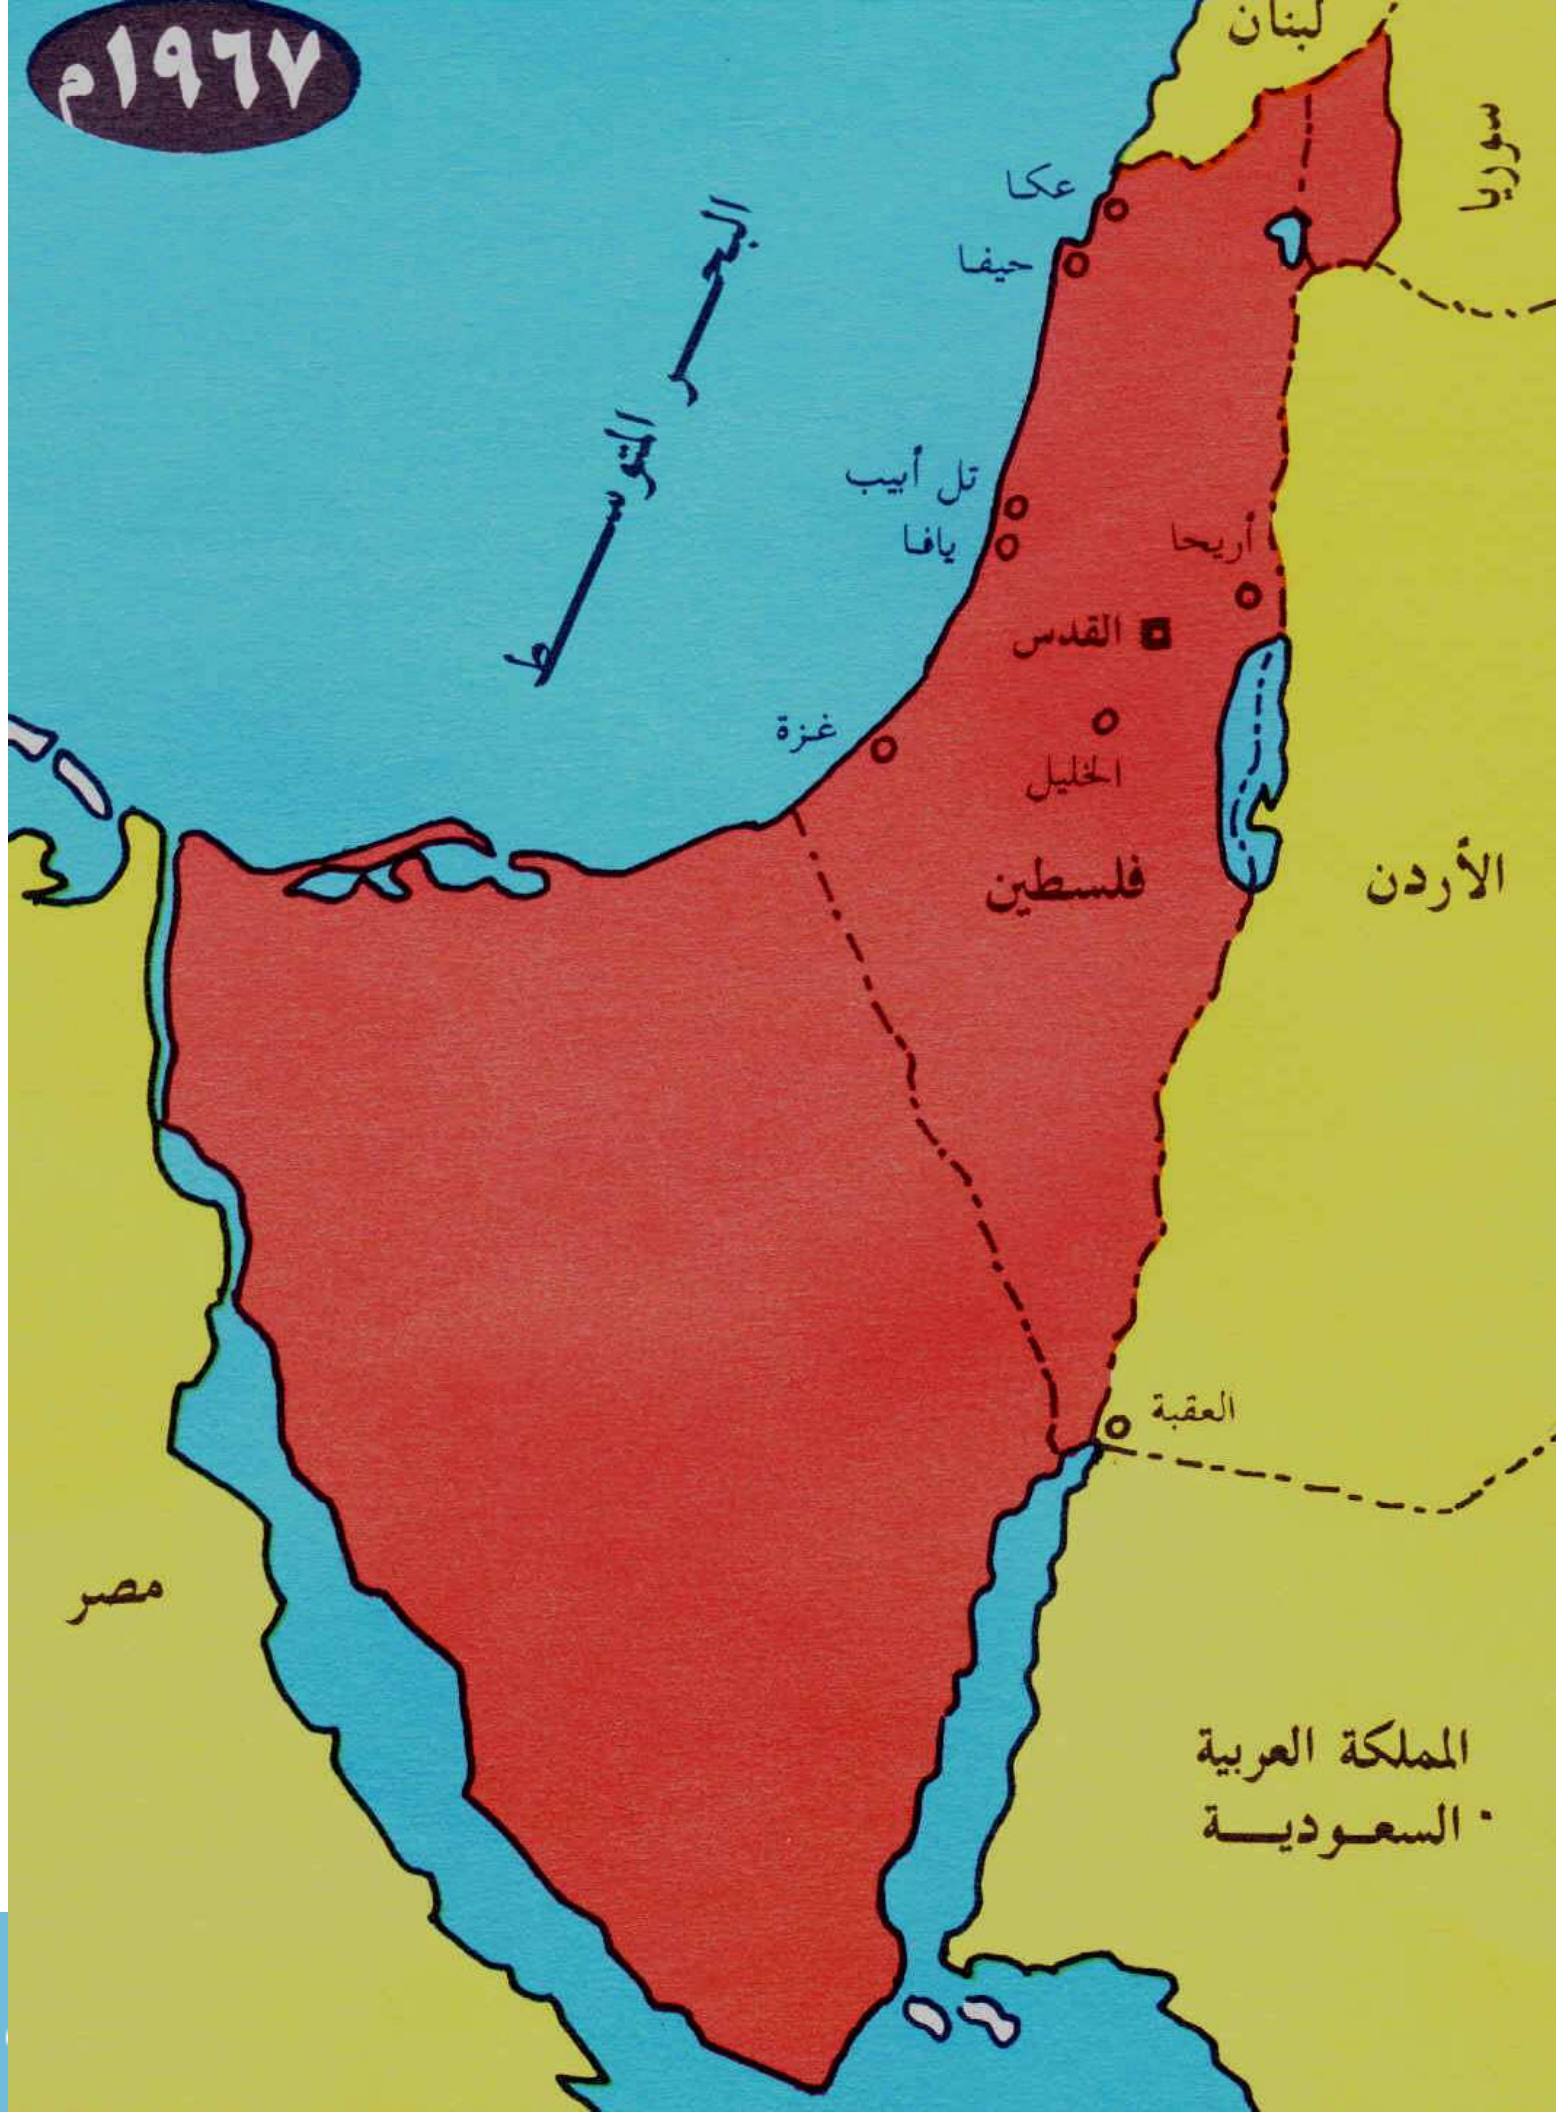 ١٩٦٧م
لبنان
سوريا
عكا
حيفا
البحر المتوسط
تل أبيب
يافا
أريحا
القدس
غزة
الخليل
فلسطين
الأردن
العقبة
مصر
المملكة العربية
السعودية